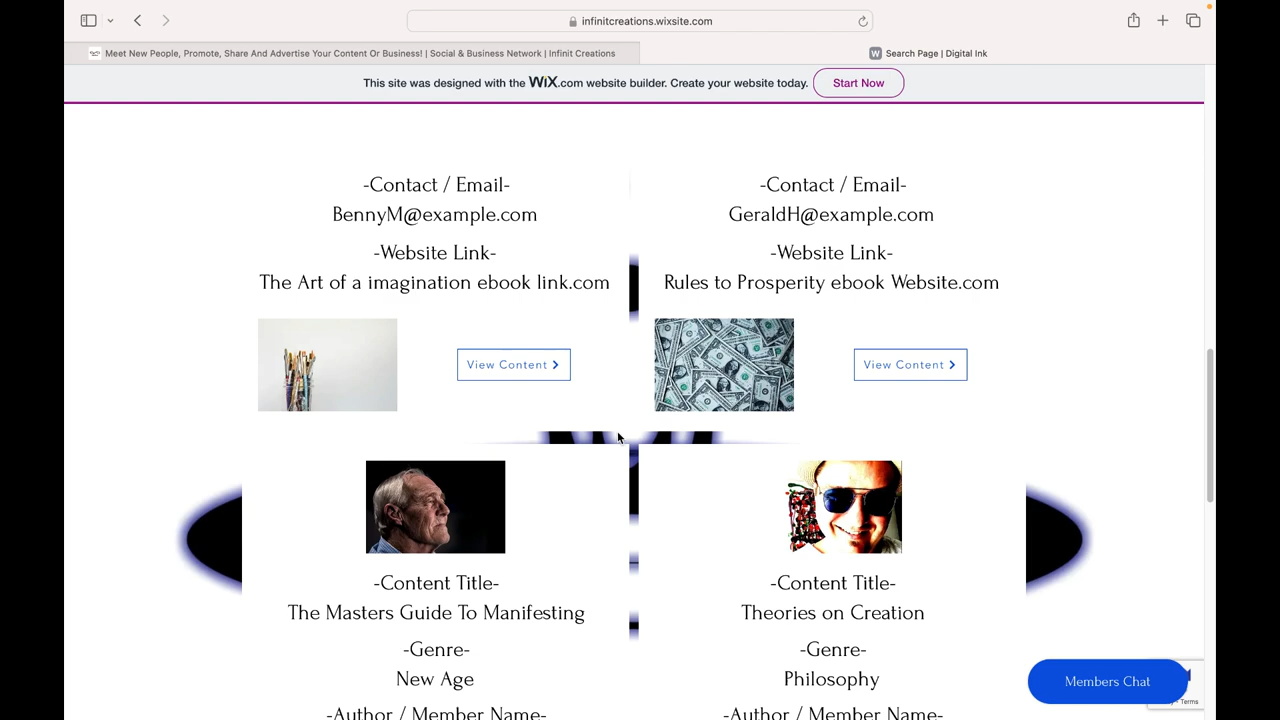 infinitcreations.wixsite.com
Meet New People, Promote, Share And Advertise Your Content Or Business! | Social & Business Network | Infinit Creations
W Search Page | Digital Ink
This site was designed with the WiX.com website builder. Create your website today.
Start Now
-Contact / Email-
BennyM@example.com
-Website Link-
The Art of a imagination ebook link.com
View Content
-Contact / Email-
GeraldH@example.com
-Website Link-
Rules to Prosperity ebook Website.com
View Content
-Content Title-
The Masters Guide To Manifesting
-Genre-
New Age
-Author / Member Name-
-Content Title-
Theories on Creation
-Genre-
Philosophy
-Author / Member Name-
Members Chat
- Terms